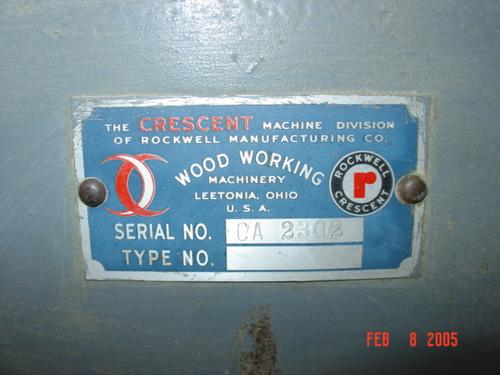 THE CRESCENT MACHINE DIVISION
OF ROCKWELL MANUFACTURING CO.
WOOD WORKING
MACHINERY
LEETONIA, OHIO
U. S. A.
ROCKWELL
r
CRESCENT
SERIAL NO. CA 2302
TYPE NO.
FEB 8 2005